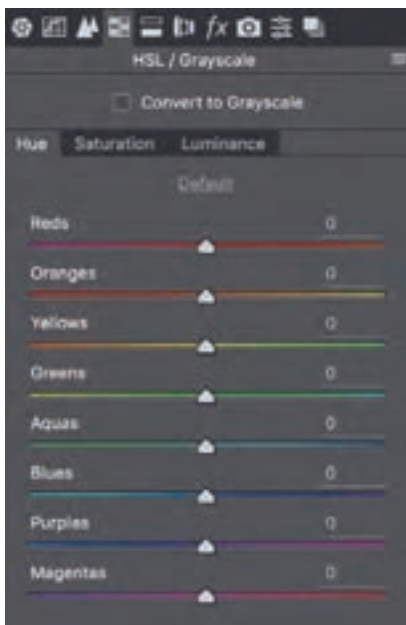 fx
HSL / Grayscale
Convert to Grayscale
Hue Saturation Luminance
Default
Reds 0
Oranges 0
Yellows 0
Greens 0
Aquas 0
Blues 0
Purples 0
Magentas 0